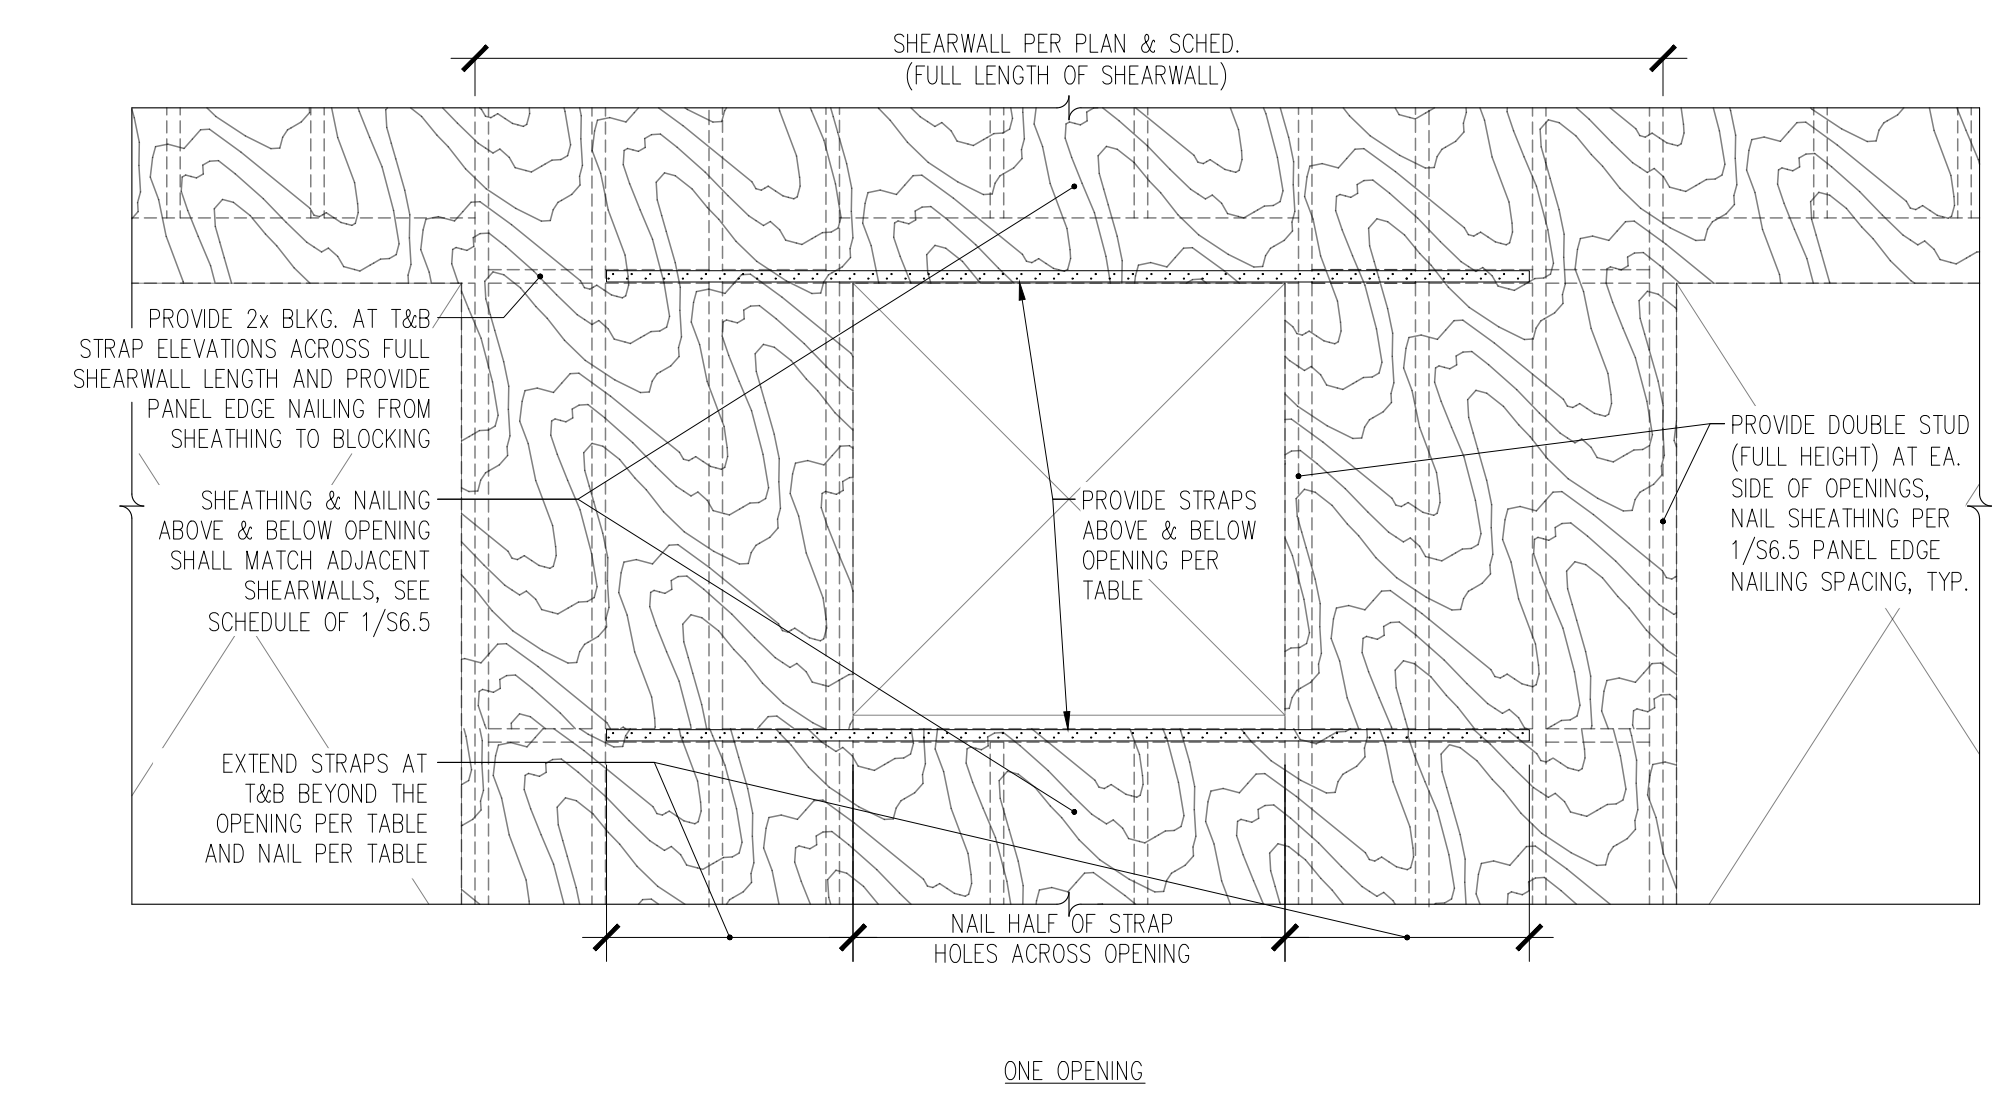 SHEARWALL PER PLAN & SCHED.
(FULL LENGTH OF SHEARWALL)
PROVIDE 2x BLKG. AT T&B
STRAP ELEVATIONS ACROSS FULL
SHEARWALL LENGTH AND PROVIDE
PANEL EDGE NAILING FROM
SHEATHING TO BLOCKING
SHEATHING & NAILING
ABOVE & BELOW OPENING
SHALL MATCH ADJACENT
SHEARWALLS, SEE
SCHEDULE OF 1/S6.5
EXTEND STRAPS AT
T&B BEYOND THE
OPENING PER TABLE
AND NAIL PER TABLE
PROVIDE STRAPS
ABOVE & BELOW
OPENING PER
TABLE
PROVIDE DOUBLE STUD
(FULL HEIGHT) AT EA.
SIDE OF OPENINGS,
NAIL SHEATHING PER
1/S6.5 PANEL EDGE
NAILING SPACING, TYP.
NAIL HALF OF STRAP
HOLES ACROSS OPENING
ONE OPENING